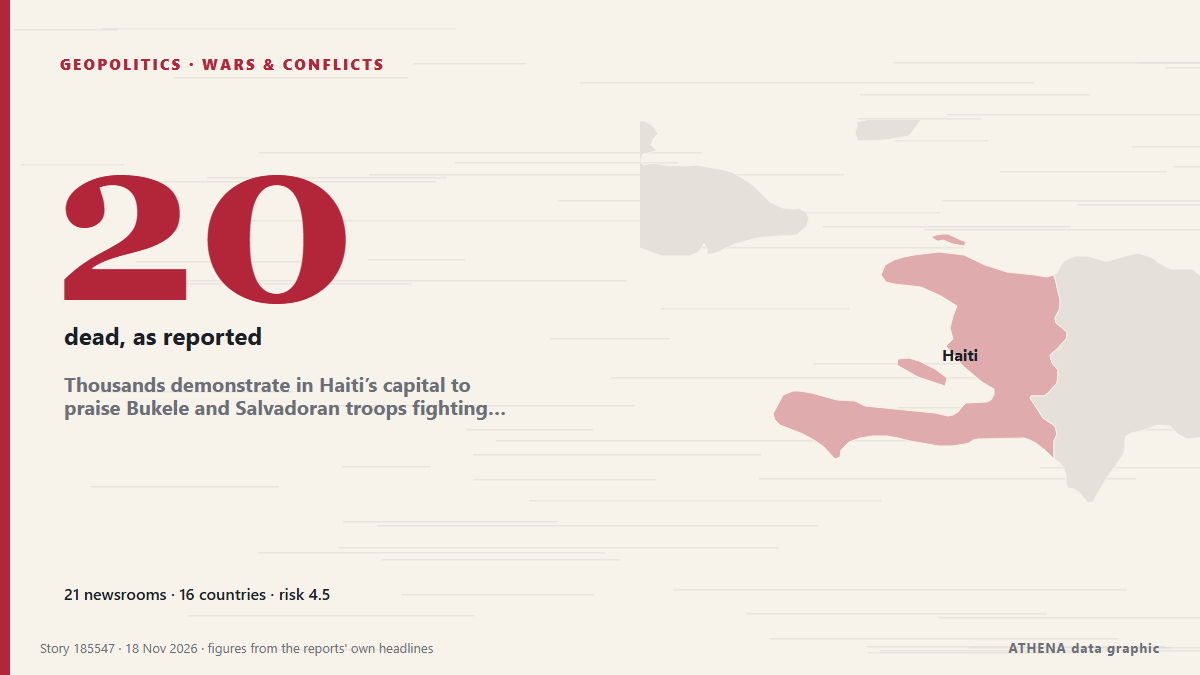 GEOPOLITICS · WARS & CONFLICTS
20
dead, as reported
Thousands demonstrate in Haiti’s capital to
praise Bukele and Salvadoran troops fighting…
Haiti
21 newsrooms · 16 countries · risk 4.5
Story 185547 · 18 Nov 2026 · figures from the reports' own headlines
ATHENA data graphic